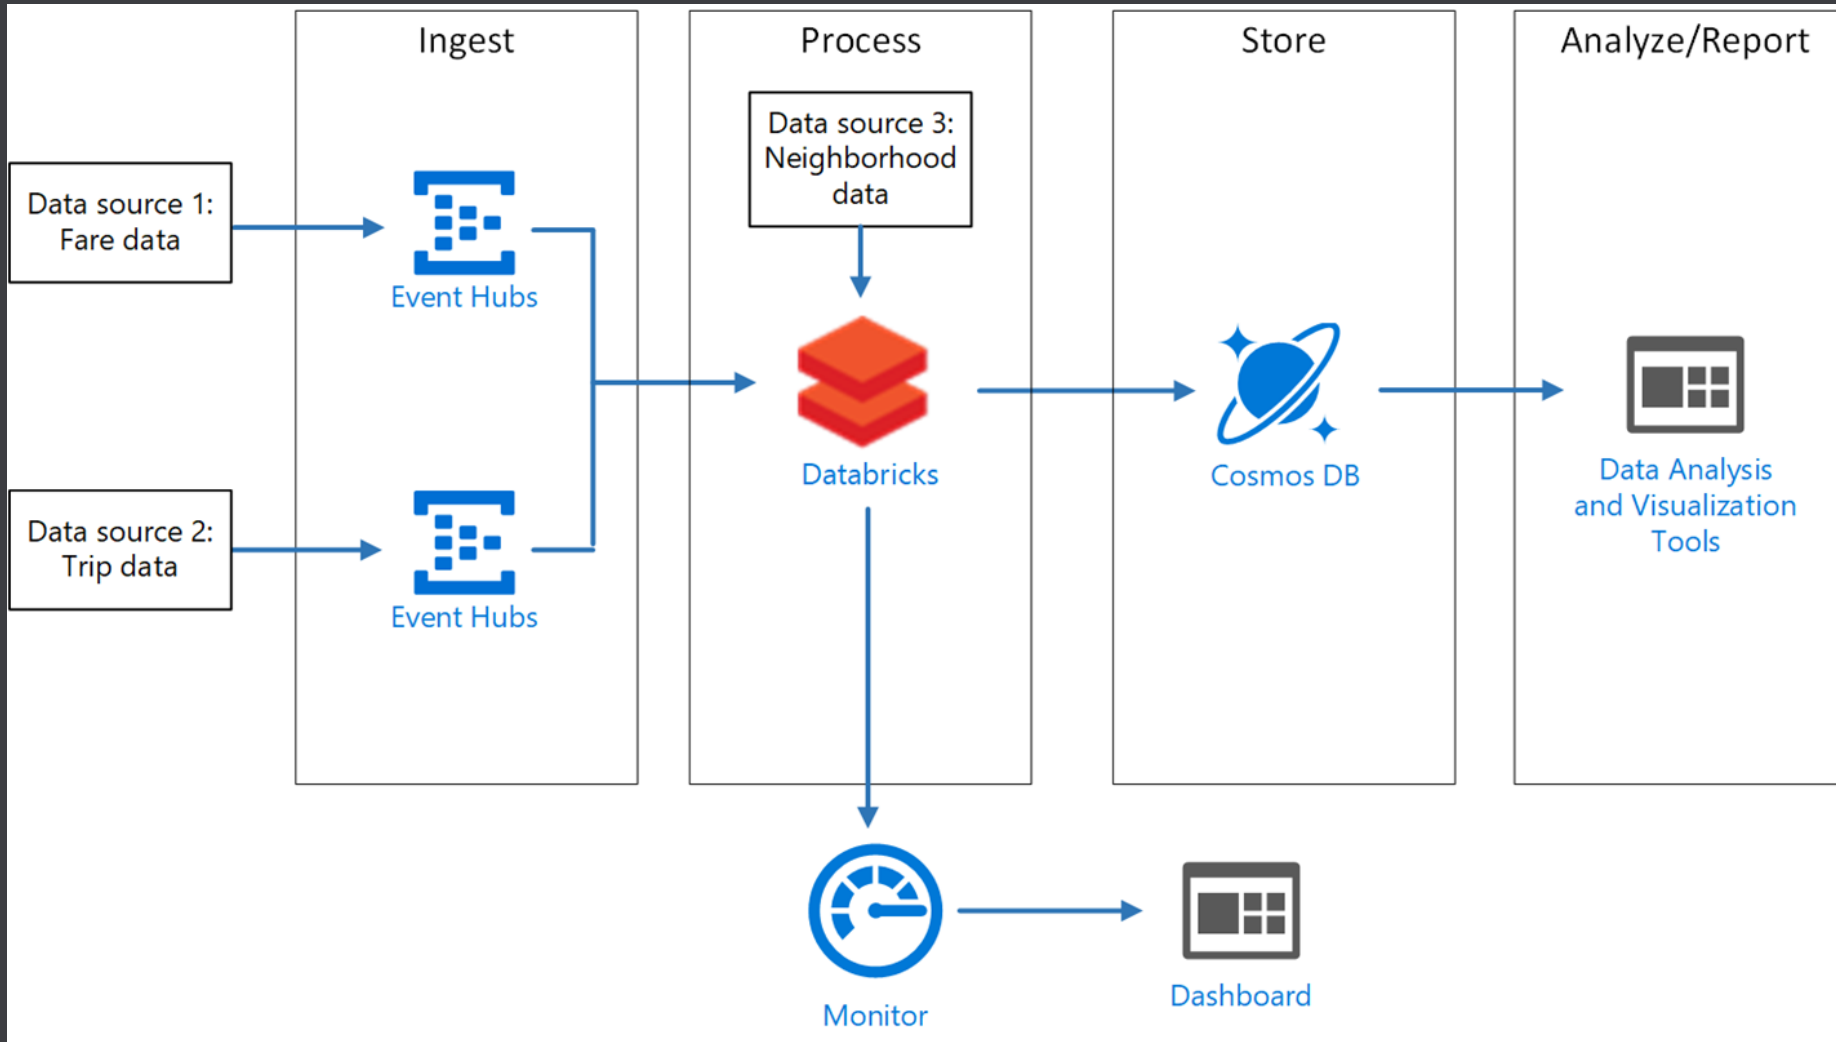 Ingest
Process
Store
Analyze/Report
Data source 3:
Neighborhood
data
Data source 1:
Fare data
Event Hubs
Databricks
Cosmos DB
Data Analysis
and Visualization
Tools
Data source 2:
Trip data
Event Hubs
Monitor
Dashboard